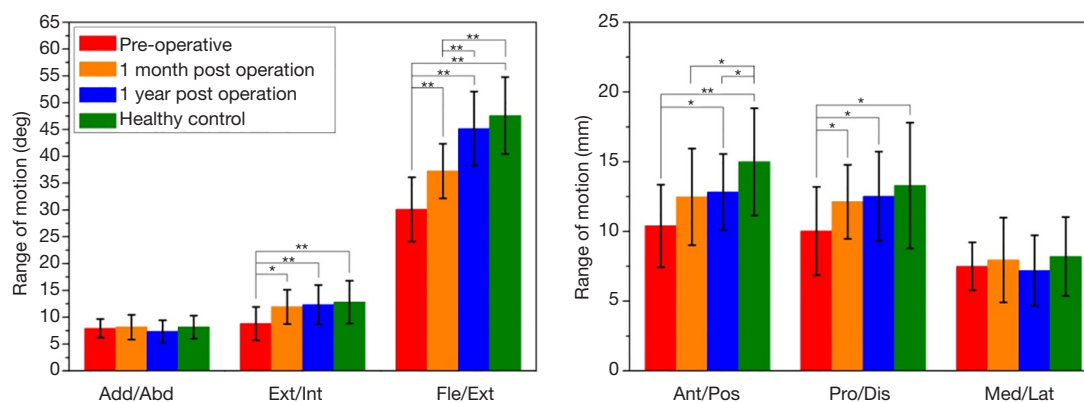 Range of motion (deg)
65
60
55
50
45
40
35
30
25
20
15
10
5
0
Pre-operative
1 month post operation
1 year post operation
Healthy control
*
**
**
**
**
**
**
**
Add/Abd
Ext/Int
Fle/Ext
Range of motion (mm)
25
20
15
10
5
0
*
*
**
*
*
*
*
Ant/Pos
Pro/Dis
Med/Lat